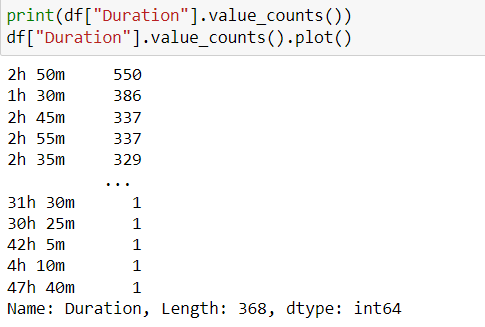 print(df["Duration"].value_counts())
df["Duration"].value_counts().plot()
2h 50m     550
1h 30m     386
2h 45m     337
2h 55m     337
2h 35m     329
          ...
31h 30m      1
30h 25m      1
42h 5m       1
4h 10m       1
47h 40m      1
Name: Duration, Length: 368, dtype: int64